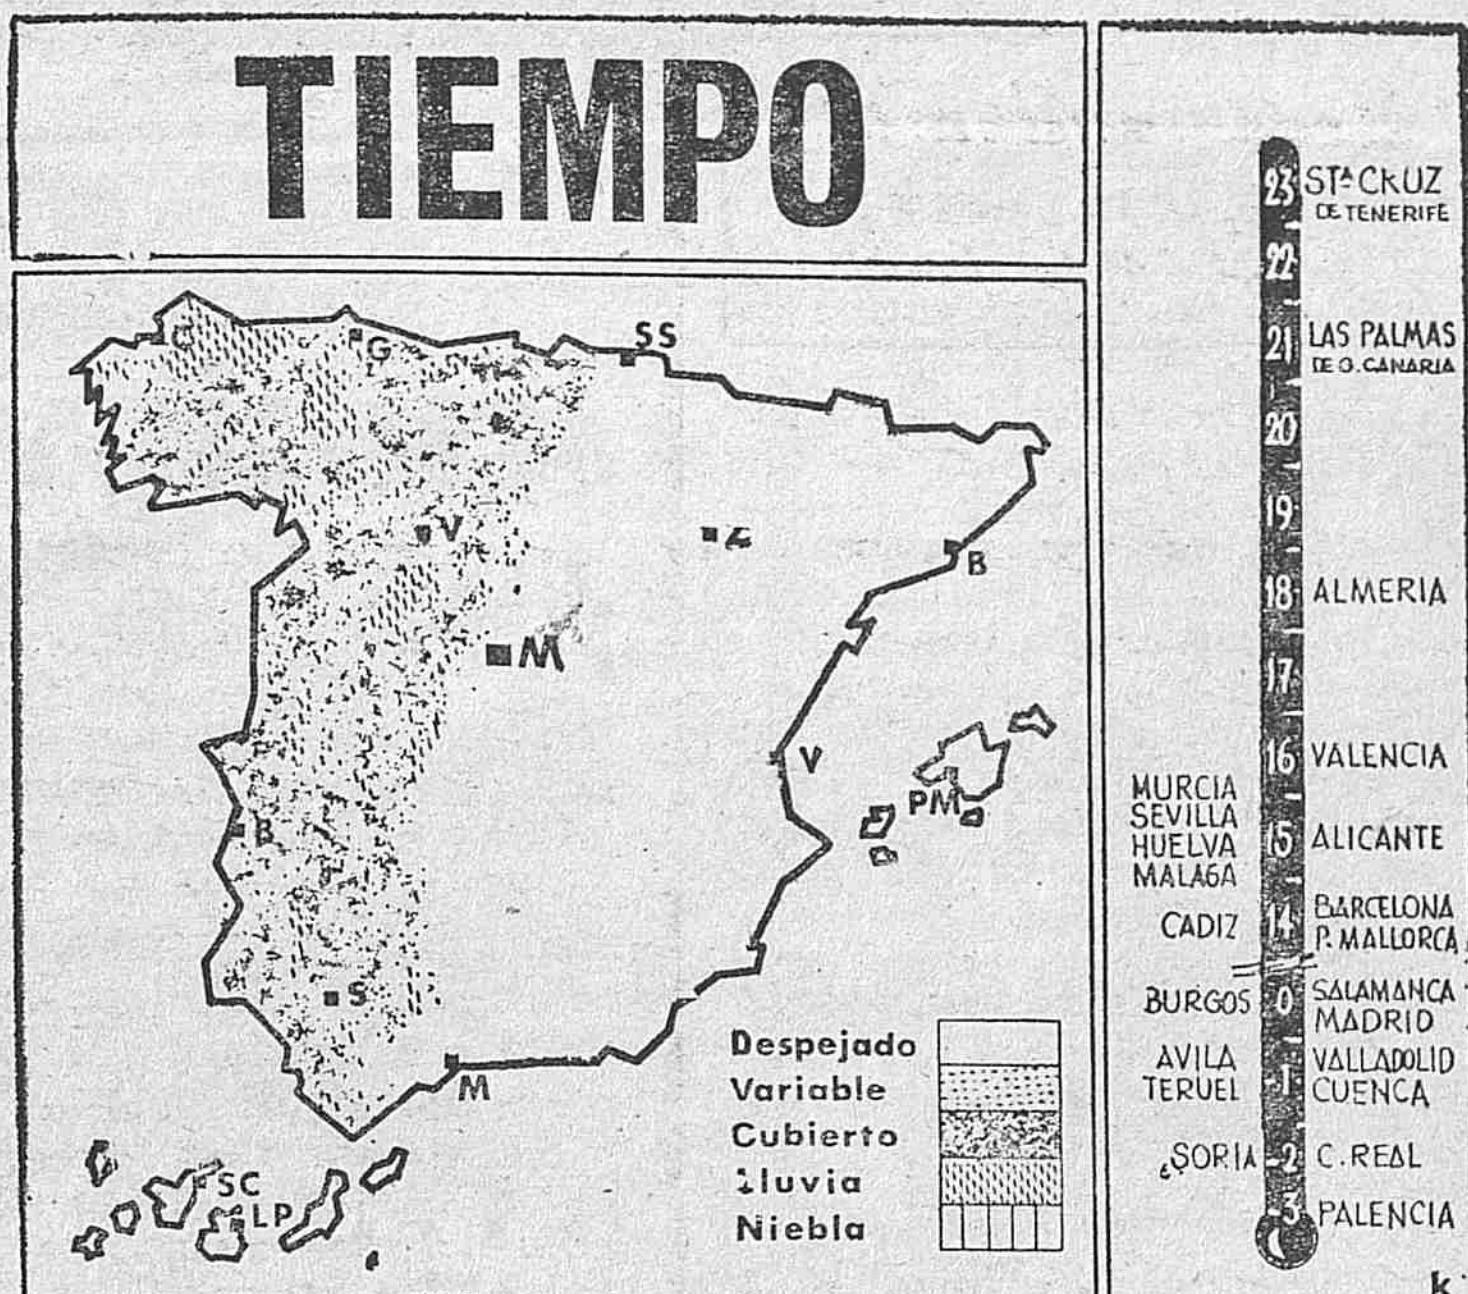 TIEMPO
C
G
SS
V
Z
B
M
V
PM
B
S
M
SC
LP
Despejado
Variable
Cubierto
Lluvia
Niebla
23 STA CRUZ
DE TENERIFE
22
21 LAS PALMAS
DE G. CANARIA
20
19
18 ALMERIA
17
16 VALENCIA
MURCIA
SEVILLA
HUELVA
MALAGA
15 ALICANTE
CADIZ 14 BARCELONA
P. MALLORCA
BURGOS 0 SALAMANCA
MADRID
AVILA
TERUEL
-1 VALLADOLID
CUENCA
SORIA -2 C. REAL
-3 PALENCIA
k